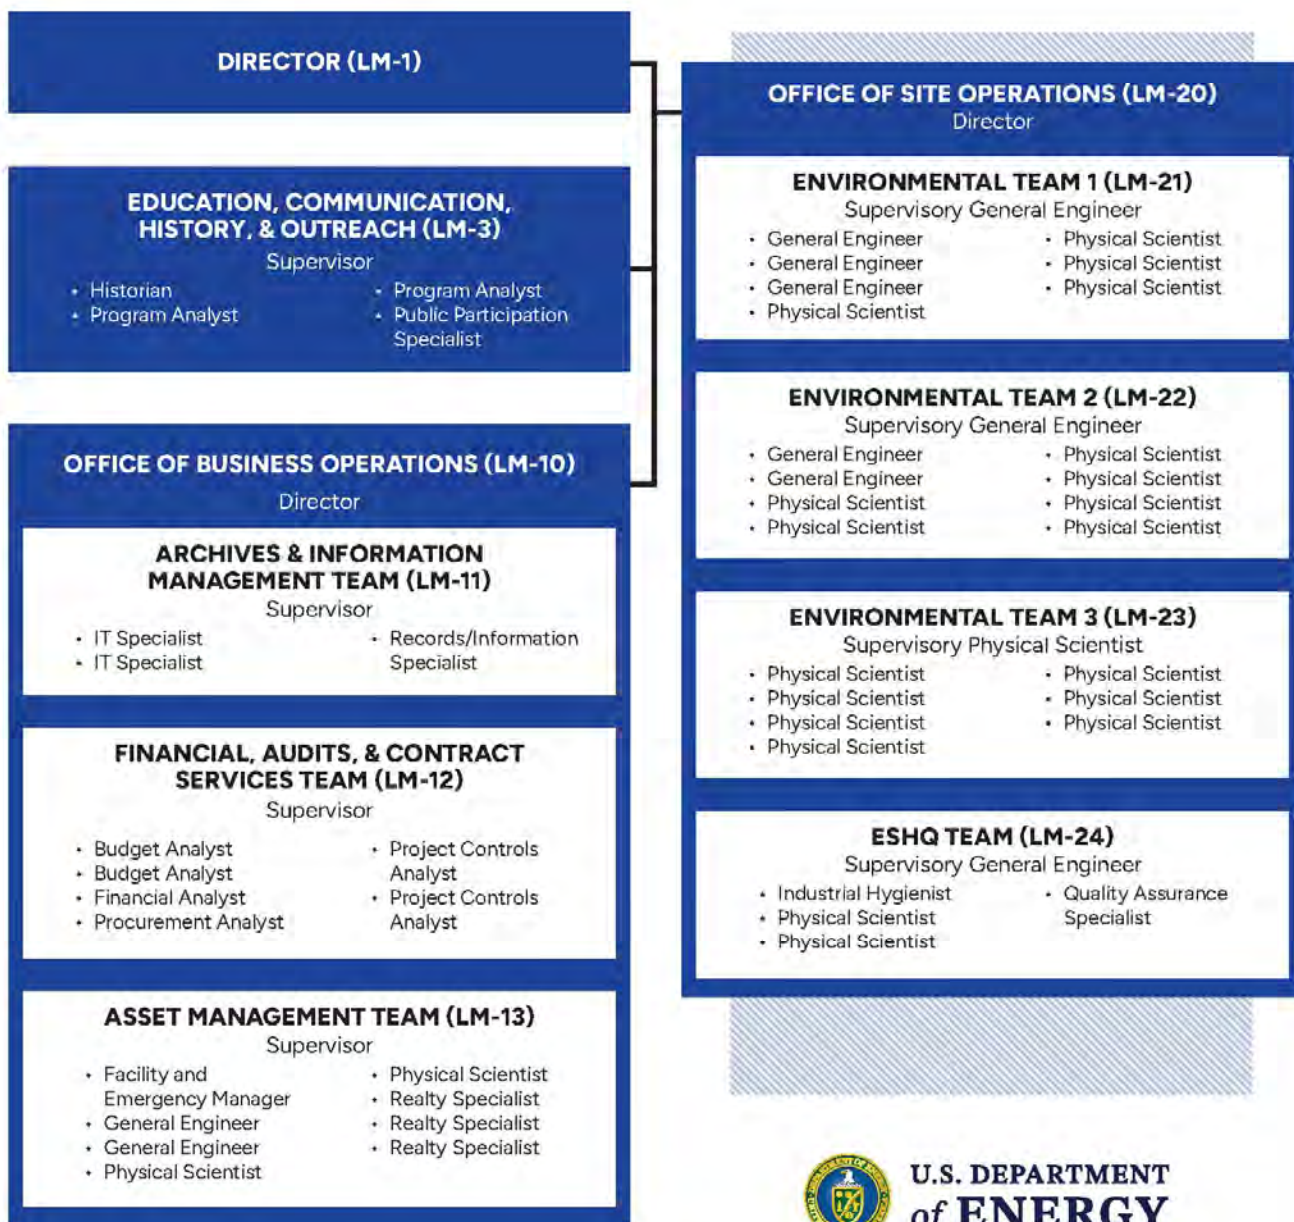 DIRECTOR (LM-1)
EDUCATION, COMMUNICATION,
HISTORY, & OUTREACH (LM-3)
Supervisor
• Historian
• Program Analyst
• Program Analyst
• Public Participation
Specialist
OFFICE OF BUSINESS OPERATIONS (LM-10)
Director
ARCHIVES & INFORMATION
MANAGEMENT TEAM (LM-11)
Supervisor
• IT Specialist
• IT Specialist
• Records/Information
Specialist
FINANCIAL, AUDITS, & CONTRACT
SERVICES TEAM (LM-12)
Supervisor
• Budget Analyst
• Budget Analyst
• Financial Analyst
• Procurement Analyst
• Project Controls
Analyst
• Project Controls
Analyst
ASSET MANAGEMENT TEAM (LM-13)
Supervisor
• Facility and
Emergency Manager
• General Engineer
• General Engineer
• Physical Scientist
• Physical Scientist
• Realty Specialist
• Realty Specialist
• Realty Specialist
OFFICE OF SITE OPERATIONS (LM-20)
Director
ENVIRONMENTAL TEAM 1 (LM-21)
Supervisory General Engineer
• General Engineer
• General Engineer
• General Engineer
• Physical Scientist
• Physical Scientist
• Physical Scientist
• Physical Scientist
ENVIRONMENTAL TEAM 2 (LM-22)
Supervisory General Engineer
• General Engineer
• General Engineer
• Physical Scientist
• Physical Scientist
• Physical Scientist
• Physical Scientist
• Physical Scientist
• Physical Scientist
ENVIRONMENTAL TEAM 3 (LM-23)
Supervisory Physical Scientist
• Physical Scientist
• Physical Scientist
• Physical Scientist
• Physical Scientist
• Physical Scientist
• Physical Scientist
• Physical Scientist
ESHQ TEAM (LM-24)
Supervisory General Engineer
• Industrial Hygienist
• Physical Scientist
• Physical Scientist
• Quality Assurance
Specialist
U.S. DEPARTMENT
of ENERGY